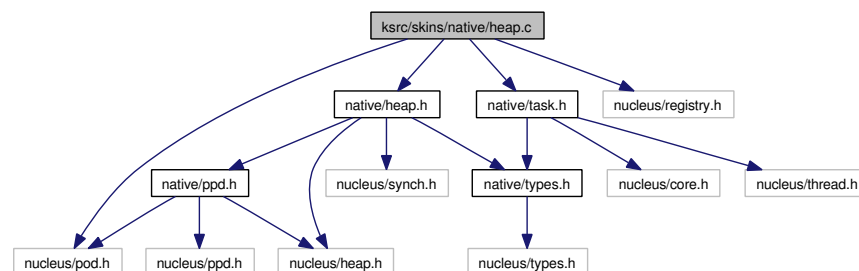 ksrc/skins/native/heap.c
native/heap.h
native/task.h
nucleus/registry.h
native/ppd.h
nucleus/synch.h
native/types.h
nucleus/core.h
nucleus/thread.h
nucleus/pod.h
nucleus/ppd.h
nucleus/heap.h
nucleus/types.h